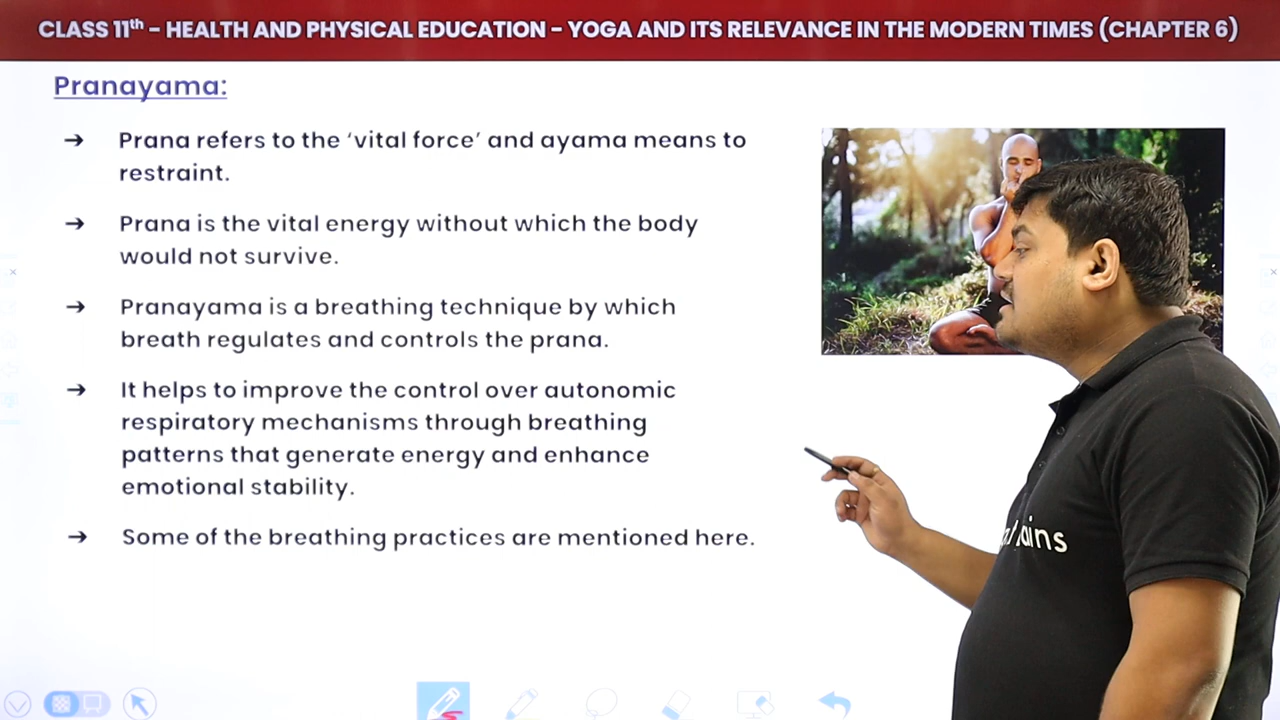 CLASS 11th - HEALTH AND PHYSICAL EDUCATION - YOGA AND ITS RELEVANCE IN THE MODERN TIMES (CHAPTER 6)
Pranayama:
→ Prana refers to the ‘vital force’ and ayama means to
restraint.
→ Prana is the vital energy without which the body
would not survive.
→ Pranayama is a breathing technique by which
breath regulates and controls the prana.
→ It helps to improve the control over autonomic
respiratory mechanisms through breathing
patterns that generate energy and enhance
emotional stability.
→ Some of the breathing practices are mentioned here.